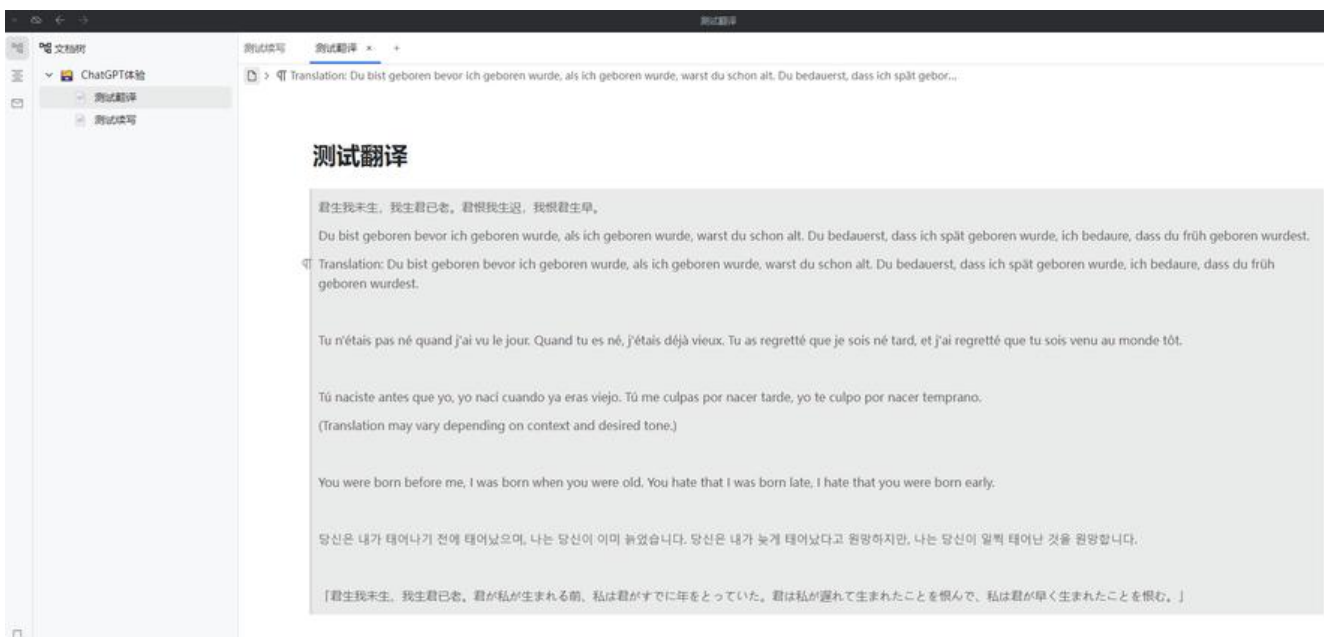 测试翻译
文档树
测试续写
测试翻译 × +
ChatGPT体验
Translation: Du bist geboren bevor ich geboren wurde, als ich geboren wurde, warst du schon alt. Du bedauerst, dass ich spät gebor...
测试翻译
测试续写
测试翻译
君生我未生，我生君已老。君恨我生迟，我恨君生早。
Du bist geboren bevor ich geboren wurde, als ich geboren wurde, warst du schon alt. Du bedauerst, dass ich spät geboren wurde, ich bedaure, dass du früh geboren wurdest.
Translation: Du bist geboren bevor ich geboren wurde, als ich geboren wurde, warst du schon alt. Du bedauerst, dass ich spät geboren wurde, ich bedaure, dass du früh
geboren wurdest.
Tu n'étais pas né quand j'ai vu le jour. Quand tu es né, j'étais déjà vieux. Tu as regretté que je sois né tard, et j'ai regretté que tu sois venu au monde tôt.
Tú naciste antes que yo, yo nací cuando ya eras viejo. Tú me culpas por nacer tarde, yo te culpo por nacer temprano.
(Translation may vary depending on context and desired tone.)
You were born before me, I was born when you were old. You hate that I was born late, I hate that you were born early.
당신은 내가 태어나기 전에 태어났으며, 나는 당신이 이미 늙었습니다. 당신은 내가 늦게 태어났다고 원망하지만, 나는 당신이 일찍 태어난 것을 원망합니다.
「君生我未生，我生君已老。君が私が生まれる前、私は君がすでに年をとっていた。君は私が遅れて生まれたことを恨んで、私は君が早く生まれたことを恨む。」